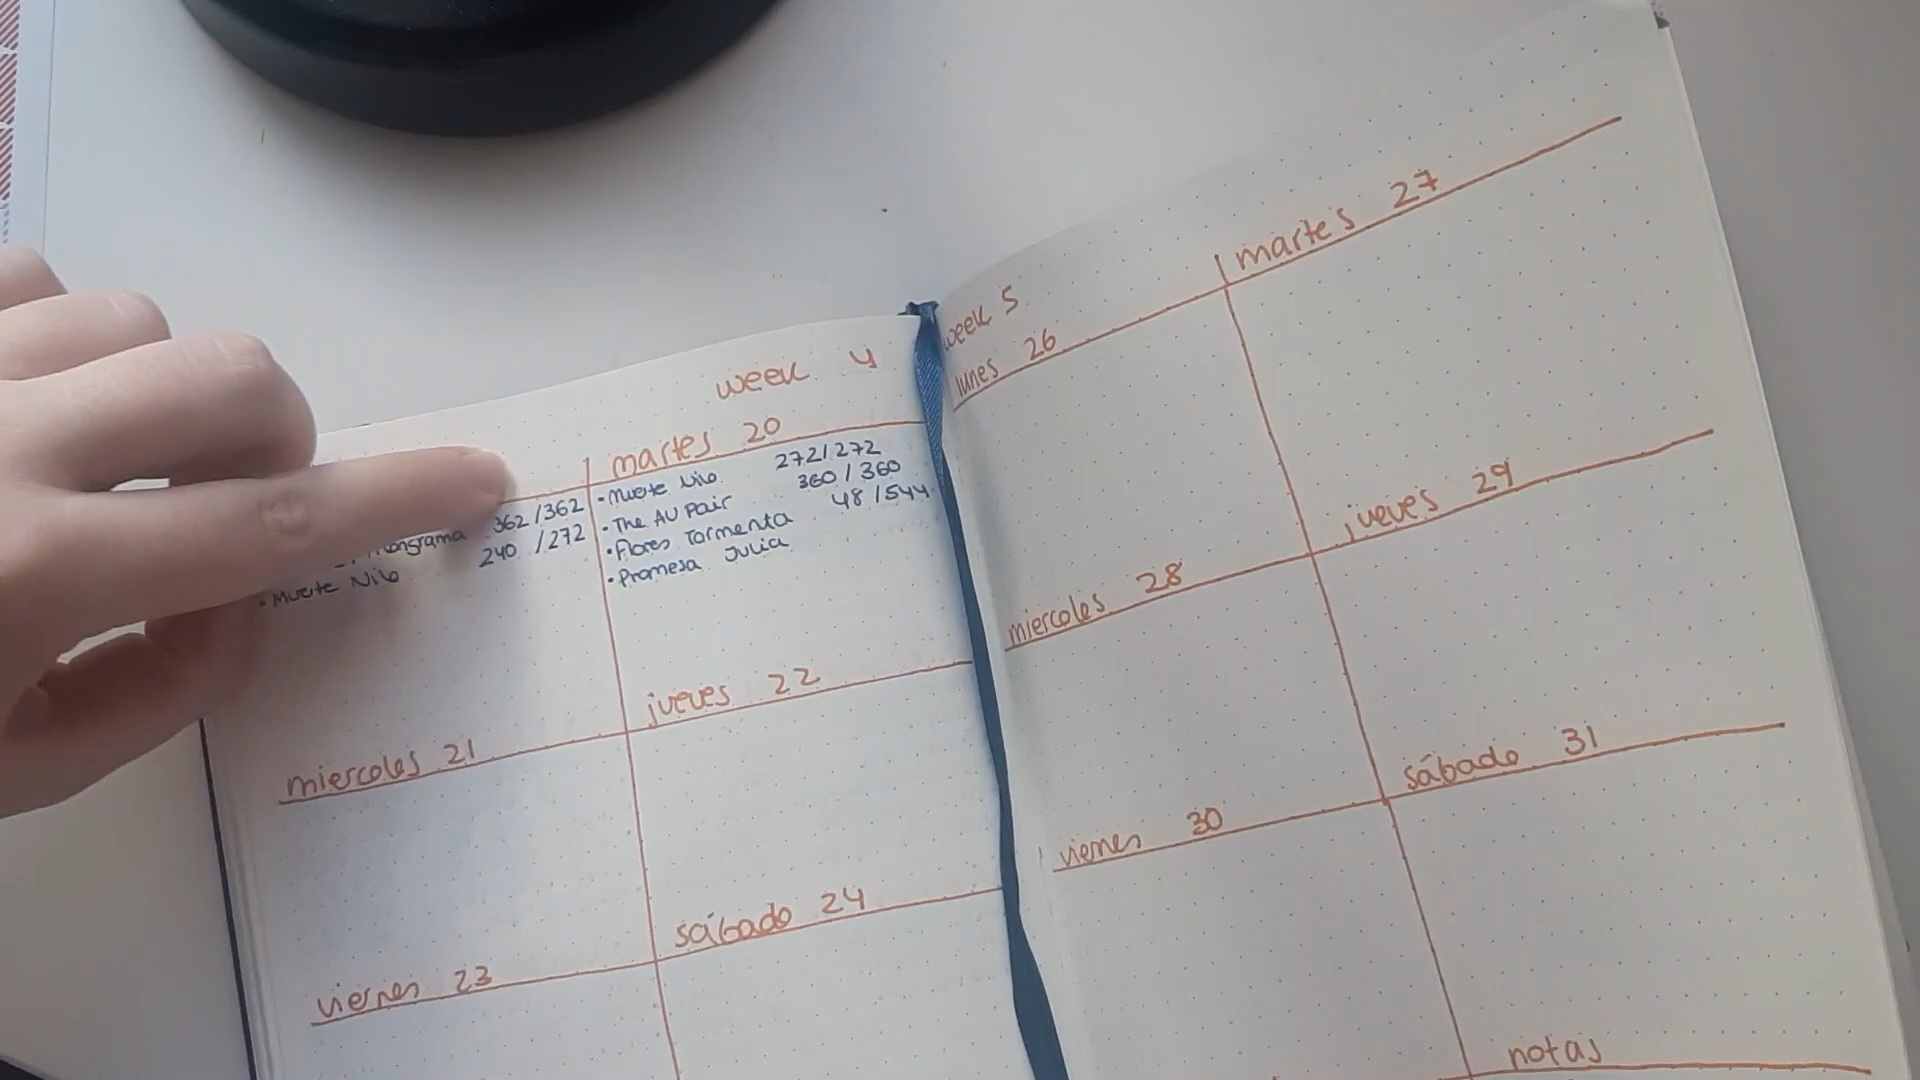 week 4
362/362
240 /272
• Muerte Nilo
martes 20
• Muerte Nilo 272/272
• The AU Pair 360/360
• Flores Tormenta 48/544
• Promesa Julia
miercoles 21
jueves 22
viernes 23
sábado 24
week 5
lunes 26
martes 27
miercoles 28
jueves 29
viernes 30
sábado 31
notas